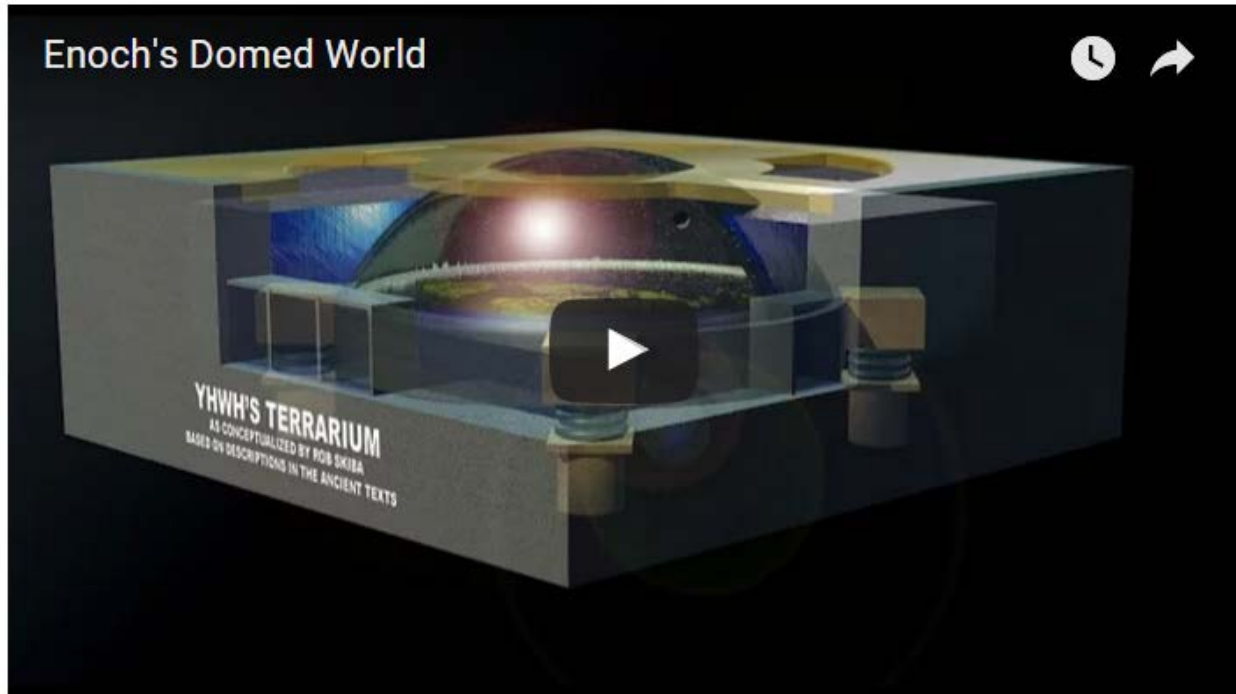 Enoch's Domed World
YHWH'S TERRARIUM
AS CONCEPTUALIZED BY ROB SKIBA
BASED ON DESCRIPTIONS IN THE ANCIENT TEXTS